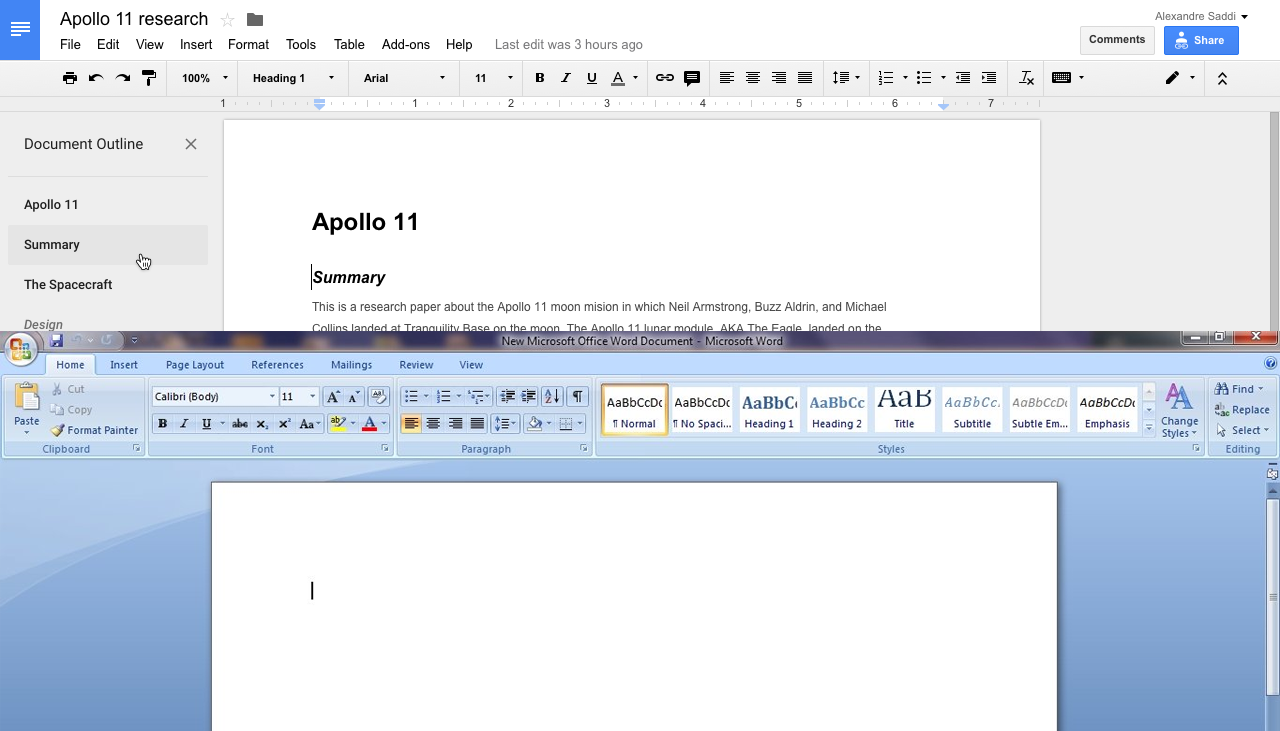 Apollo 11 research
Alexandre Saddi
File Edit View Insert Format Tools Table Add-ons Help Last edit was 3 hours ago
Comments Share
100% Heading 1 Arial 11 B I U A
1 1 2 3 4 5 6 7
Document Outline
Apollo 11
Summary
The Spacecraft
Design
Apollo 11
Summary
This is a research paper about the Apollo 11 moon mision in which Neil Armstrong, Buzz Aldrin, and Michael
Collins landed at Tranquility Base on the moon. The Apollo 11 lunar module, AKA The Eagle, landed on the
New Microsoft Office Word Document - Microsoft Word
Home Insert Page Layout References Mailings Review View
Paste
Cut
Copy
Format Painter
Clipboard
Calibri (Body) 11
B I U abc x₂ x² Aa
Font
Paragraph
AaBbCcDc AaBbCcDc AaBbC AaBbCc AaB AaBbCc. AaBbCcDc AaBbCcDc
¶ Normal ¶ No Spaci... Heading 1 Heading 2 Title Subtitle Subtle Em... Emphasis
Change
Styles
Styles
Find
Replace
Select
Editing